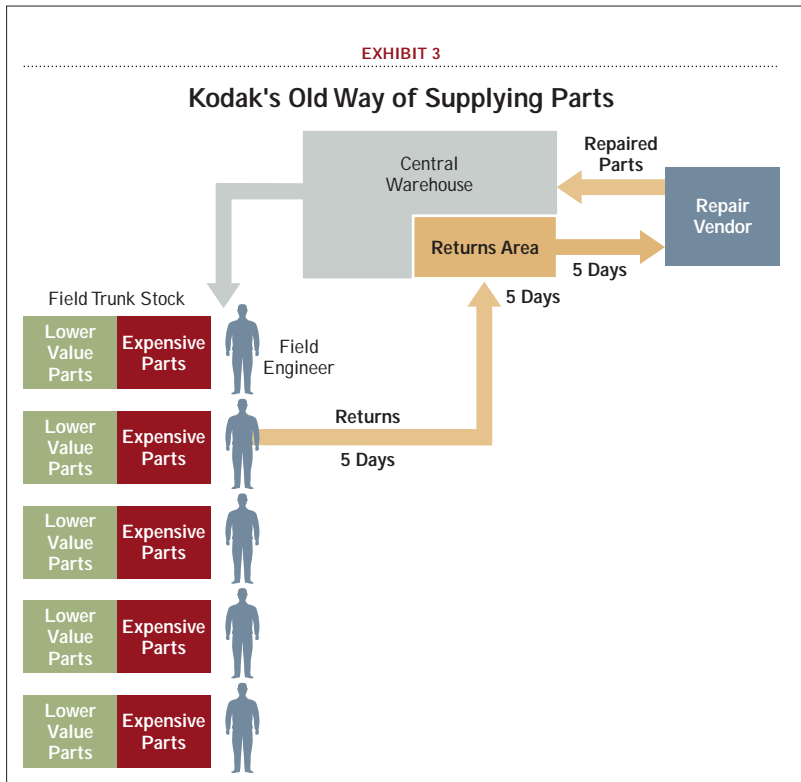 EXHIBIT 3
Kodak's Old Way of Supplying Parts
Central
Warehouse
Repaired
Parts
Repair
Vendor
Returns Area
5 Days
5 Days
Field Trunk Stock
Lower
Value
Parts
Expensive
Parts
Field
Engineer
Lower
Value
Parts
Expensive
Parts
Returns
5 Days
Lower
Value
Parts
Expensive
Parts
Lower
Value
Parts
Expensive
Parts
Lower
Value
Parts
Expensive
Parts